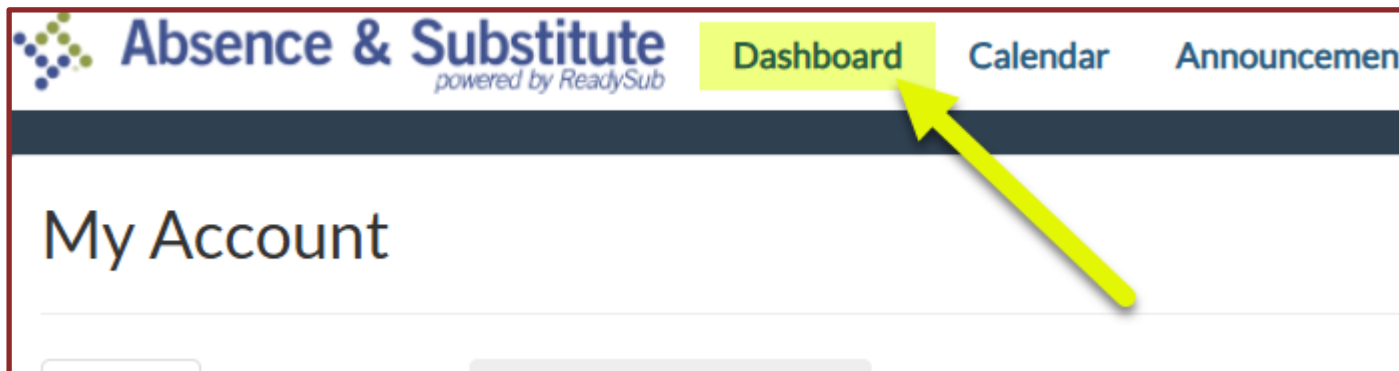 Absence & Substitute
powered by ReadySub
Dashboard
Calendar
Announcemen
My Account